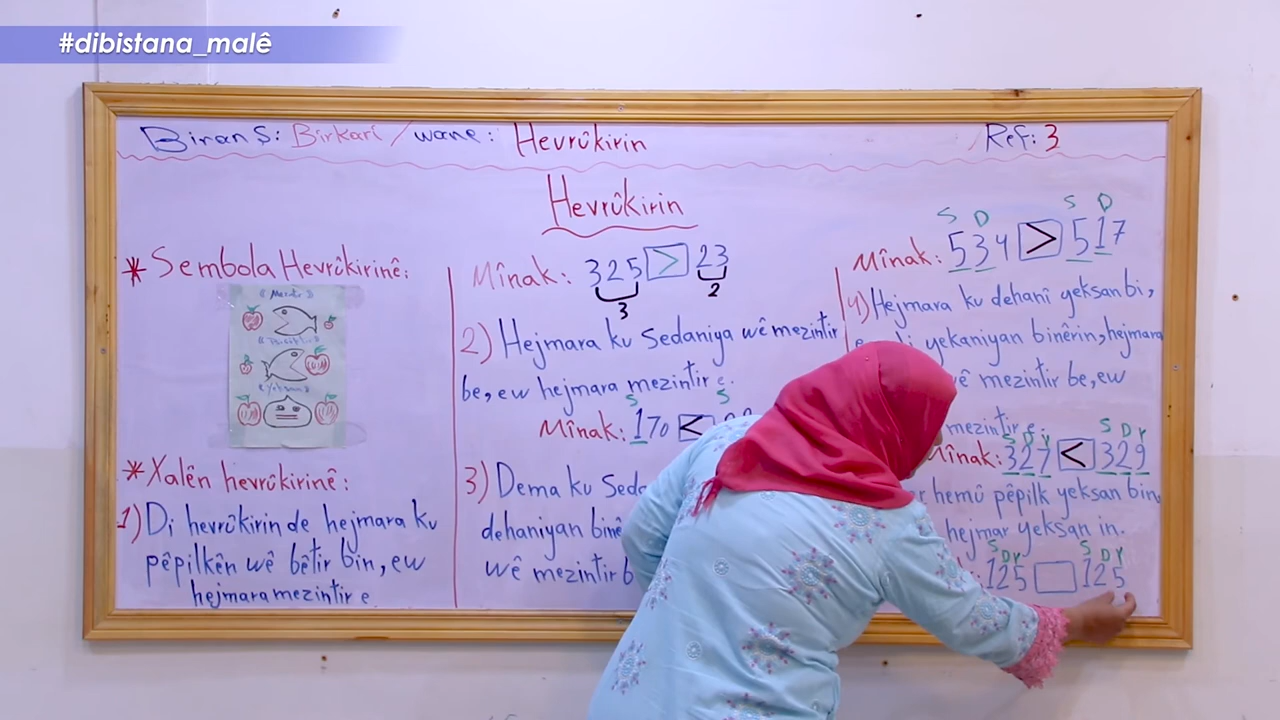 #dibistana_malê
Biranş: Birkarî / wane: Hevrûkirin
Ref: 3
Hevrûkirin
* Sembola Hevrûkirinê:
* Xalên hevrûkirinê:
1) Di hevrûkirin de hejmara ku
pêpilkên wê bêtir bin, ew
hejmara mezintir e
Mînak: 325 > 23
3 2
2) Hejmara ku Sedaniya wê mezintir
be, ew hejmara mezintir e.
S S
Mînak: 170 <
3) Dema ku
dehaniyan
wê mezintir
S D S D
Mînak: 534 > 517
4) Hejmara ku dehanî yeksan bi,
yekaniyan binêrin, hejmara
wê mezintir be, ew
mezintir e.
S D Y S D Y
Mînak: 327 < 329
hemû pêpilk yeksan bin,
hejmar yeksan in.
S D Y S D Y
125 125